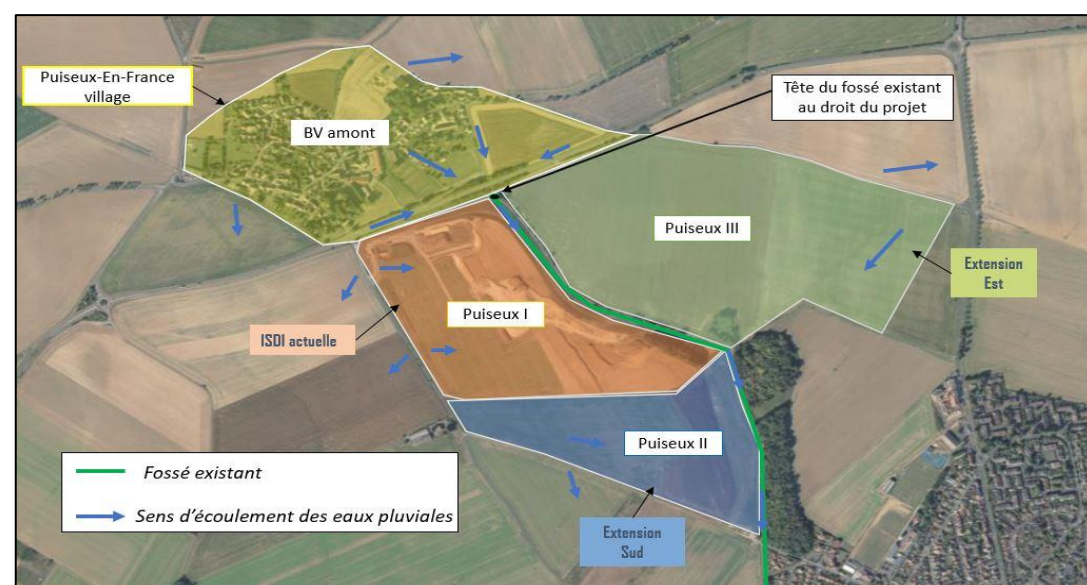 Puiseux-En-France
village
BV amont
Tête du fossé existant
au droit du projet
Puiseux III
Extension
Est
Puiseux I
ISDI actuelle
Puiseux II
Extension
Sud
Fossé existant
Sens d'écoulement des eaux pluviales